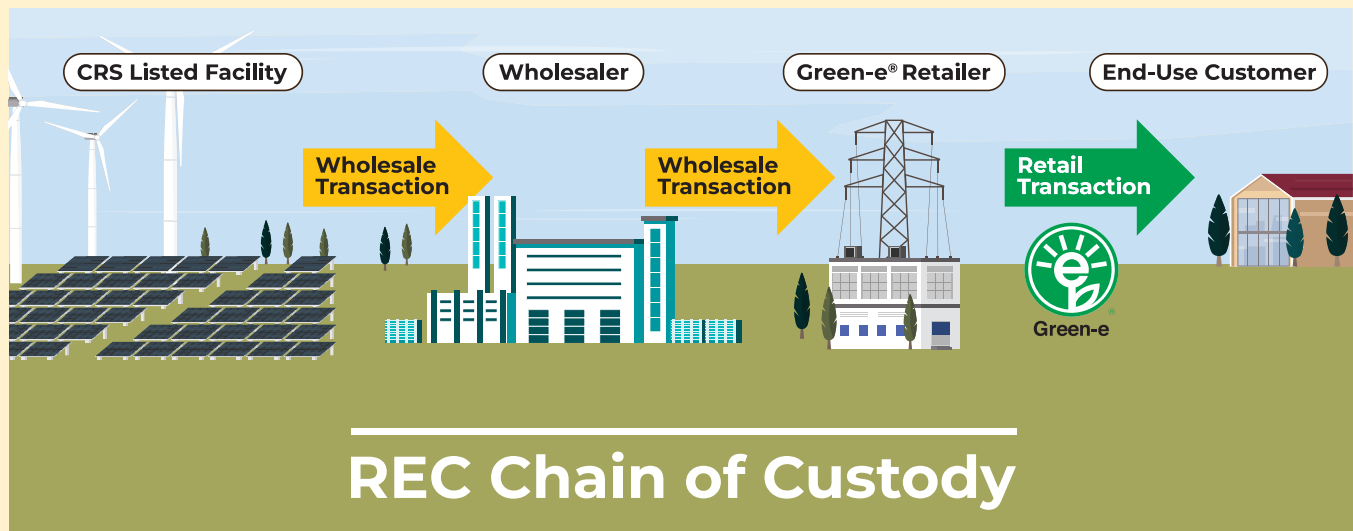 CRS Listed Facility
Wholesaler
Green-e® Retailer
End-Use Customer
Wholesale
Transaction
Wholesale
Transaction
Retail
Transaction
e
®
Green-e
REC Chain of Custody